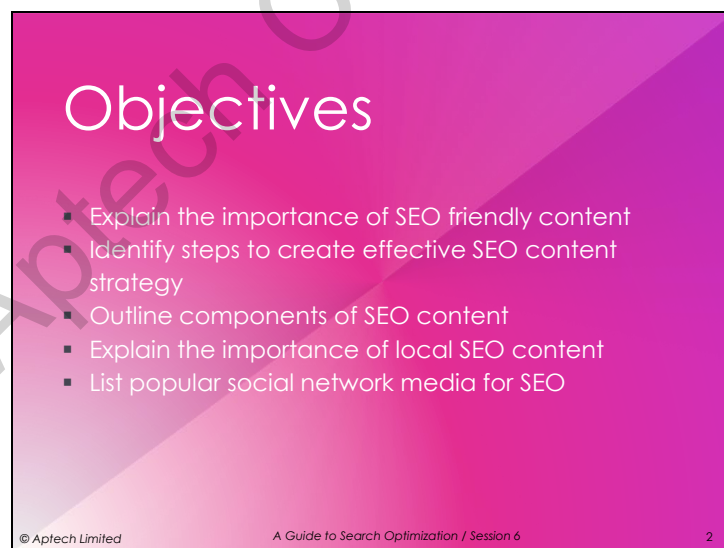 Objectives
▪ Explain the importance of SEO friendly content
▪ Identify steps to create effective SEO content
strategy
▪ Outline components of SEO content
▪ Explain the importance of local SEO content
▪ List popular social network media for SEO
Aptech
© Aptech Limited
A Guide to Search Optimization / Session 6
2